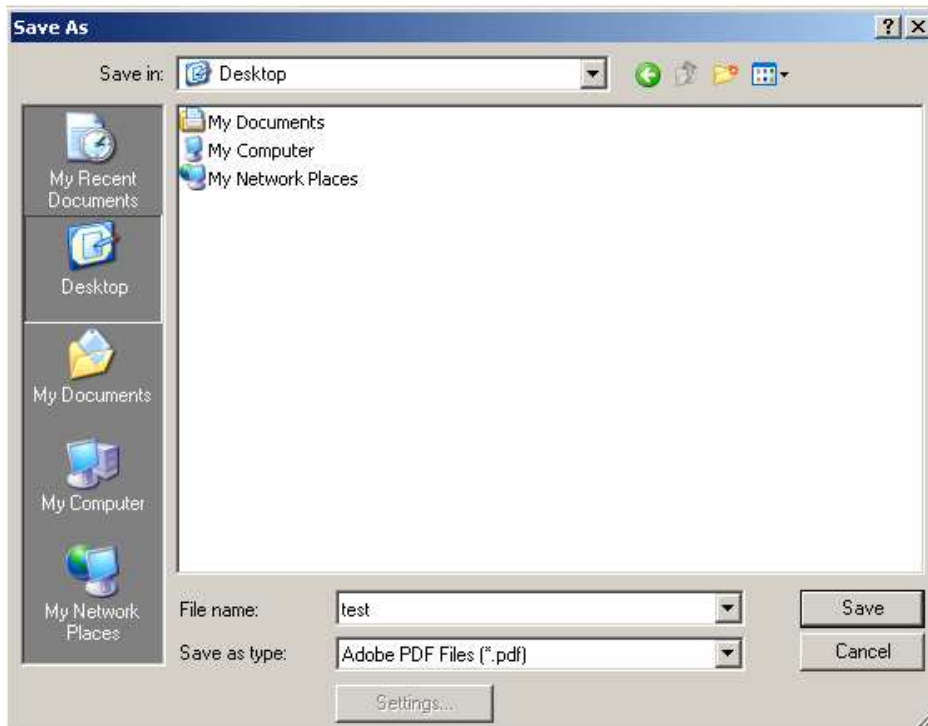 Save As
Save in: Desktop
My Recent
Documents
Desktop
My Documents
My Computer
My Network
Places
My Documents
My Computer
My Network Places
File name: test Save
Save as type: Adobe PDF Files (*.pdf) Cancel
Settings...